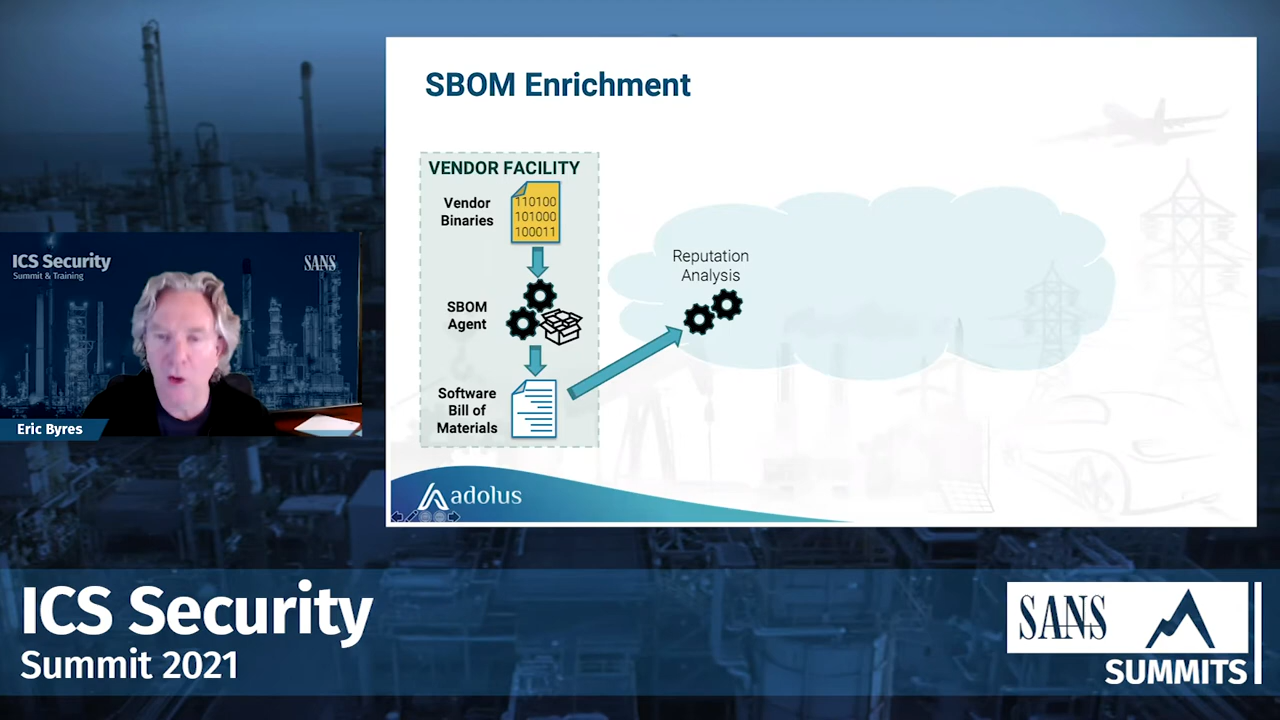 SBOM Enrichment
VENDOR FACILITY
Vendor
Binaries
110100
101000
100011
SBOM
Agent
Software
Bill of
Materials
Reputation
Analysis
adolus
ICS Security
Summit & Training
SANS
Eric Byres
ICS Security
Summit 2021
SANS
SUMMITS